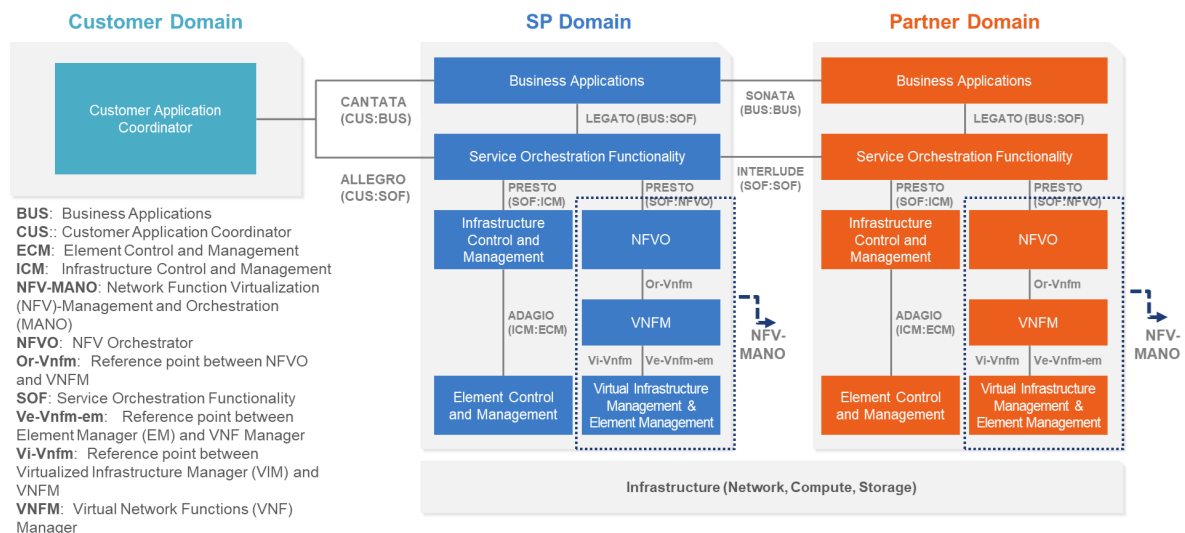 Customer Domain
SP Domain
Partner Domain
Customer Application
Coordinator
CANTATA
(CUS:BUS)
ALLEGRO
(CUS:SOF)
Business Applications
LEGATO (BUS:SOF)
Service Orchestration Functionality
PRESTO
(SOF:ICM)
PRESTO
(SOF:NFVO)
Infrastructure
Control and
Management
NFVO
Or-Vnfm
ADAGIO
(ICM:ECM)
VNFM
Vi-Vnfm
Ve-Vnfm-em
Element Control
and Management
Virtual Infrastructure
Management &
Element Management
NFV-
MANO
SONATA
(BUS:BUS)
INTERLUDE
(SOF:SOF)
Business Applications
LEGATO (BUS:SOF)
Service Orchestration Functionality
PRESTO
(SOF:ICM)
PRESTO
(SOF:NFVO)
Infrastructure
Control and
Management
NFVO
Or-Vnfm
ADAGIO
(ICM:ECM)
VNFM
Vi-Vnfm
Ve-Vnfm-em
Element Control
and Management
Virtual Infrastructure
Management &
Element Management
NFV-
MANO
Infrastructure (Network, Compute, Storage)
BUS: Business Applications
CUS:: Customer Application Coordinator
ECM: Element Control and Management
ICM: Infrastructure Control and Management
NFV-MANO: Network Function Virtualization
(NFV)-Management and Orchestration
(MANO)
NFVO: NFV Orchestrator
Or-Vnfm: Reference point between NFVO
and VNFM
SOF: Service Orchestration Functionality
Ve-Vnfm-em: Reference point between
Element Manager (EM) and VNF Manager
Vi-Vnfm: Reference point between
Virtualized Infrastructure Manager (VIM) and
VNFM
VNFM: Virtual Network Functions (VNF)
Manager